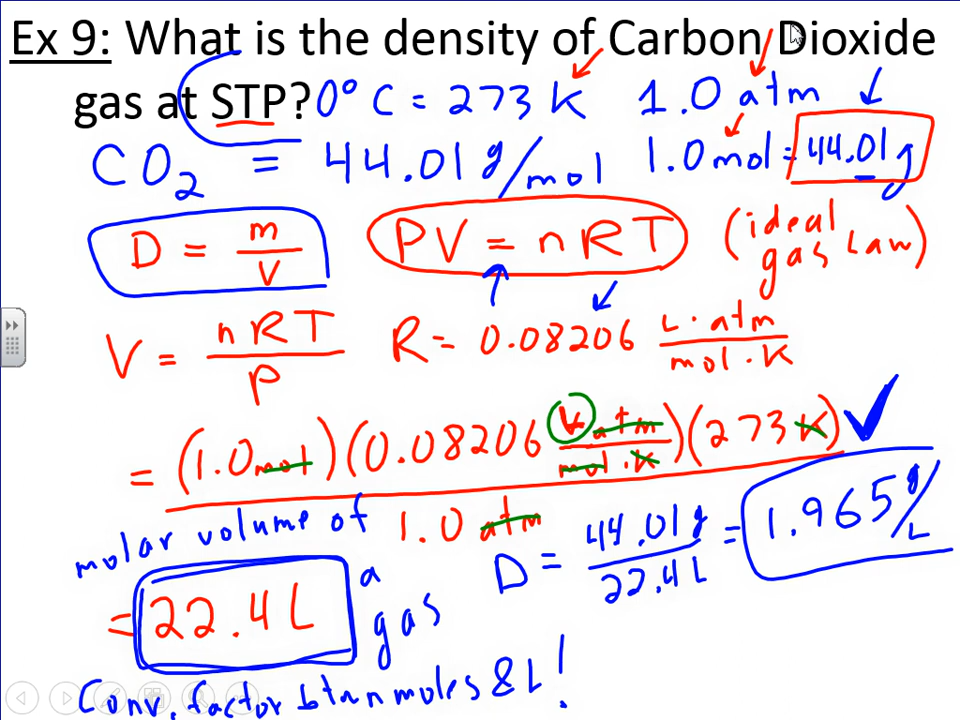 Ex 9: What is the density of Carbon Dioxide
gas at STP? 0° C = 273 K 1.0 atm
CO₂ = 44.01 g/mol 1.0 mol = 44.01 g
D = m/V PV = nRT (ideal gas Law)
V = nRT/P R = 0.08206 L·atm/mol·K
= (1.0 mol)(0.08206 L·atm/mol·K)(273 K)/1.0 atm
molar volume of a gas
= 22.4 L
D = 44.01 g/22.4 L = 1.965 g/L
Conv. factor btwn moles & L!